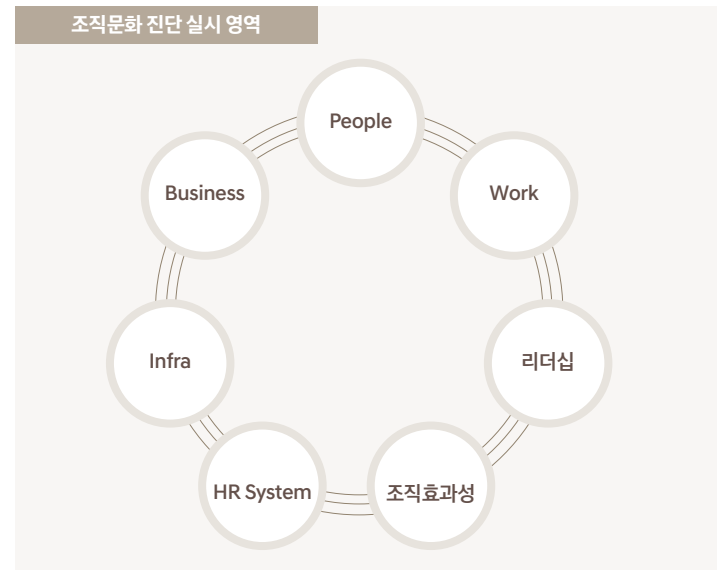 조직문화 진단 실시 영역
People
Business
Work
Infra
리더십
HR System
조직효과성